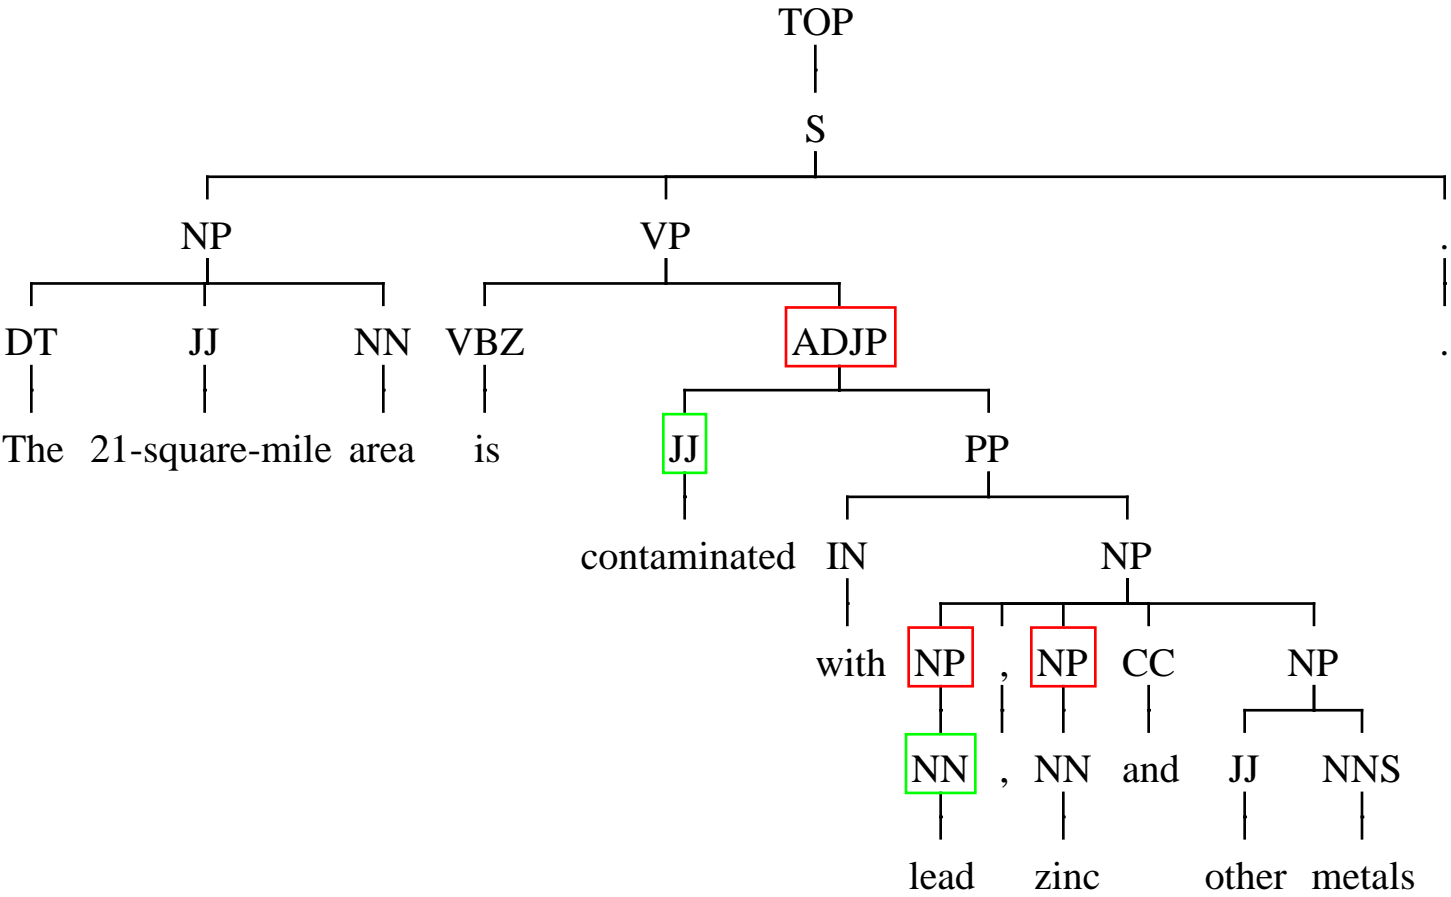 TOP
S
NP VP .
DT JJ NN VBZ ADJP .
The 21-square-mile area is JJ PP
contaminated IN NP
with NP , NP CC NP
NN , NN and JJ NNS
lead zinc other metals